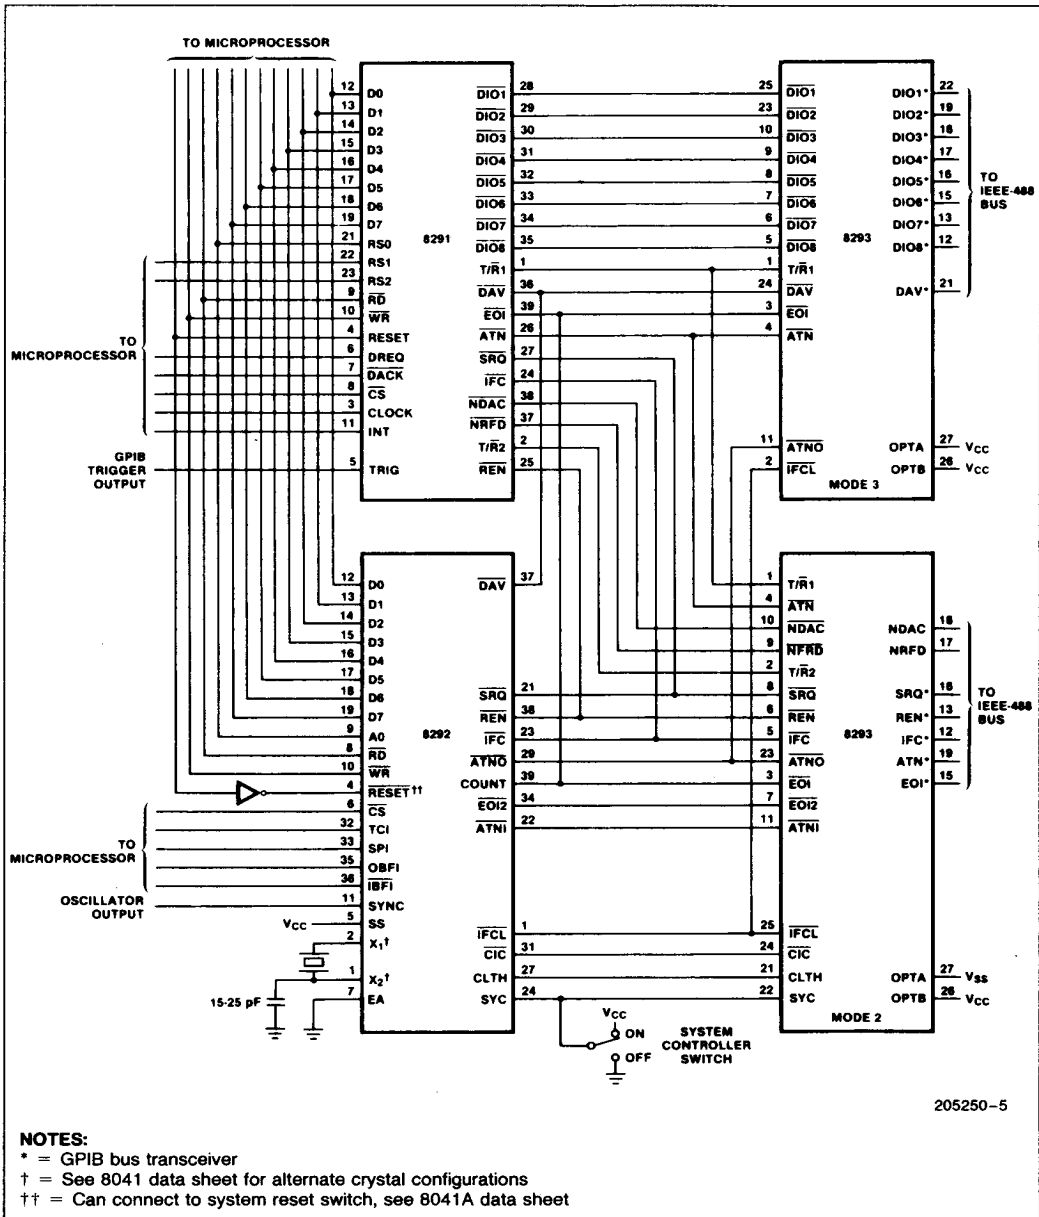 TO MICROPROCESSOR
12 D0
13 D1
14 D2
15 D3
16 D4
17 D5
18 D6
19 D7
21 RS0
22 RS1
23 RS2
9 RD
10 WR
4 RESET
6 DREQ
7 DACK
8 CS
3 CLOCK
11 INT
5 TRIG
TO
MICROPROCESSOR
GPIB
TRIGGER
OUTPUT
8291
DIO1 28
DIO2 29
DIO3 30
DIO4 31
DIO5 32
DIO6 33
DIO7 34
DIO8 35
T/R1 1
DAV 36
EOI 39
ATN 26
SRQ 27
IFC 24
NDAC 38
NRFD 37
T/R2 2
REN 25
25 DIO1
23 DIO2
10 DIO3
9 DIO4
8 DIO5
7 DIO6
6 DIO7
5 DIO8
1 T/R1
24 DAV
3 EOI
4 ATN
11 ATNO
2 IFCL
8293
MODE 3
DIO1* 22
DIO2* 19
DIO3* 18
DIO4* 17
DIO5* 16
DIO6* 15
DIO7* 13
DIO8* 12
DAV* 21
OPTA 27 VCC
OPTB 26 VCC
TO
IEEE-488
BUS
12 D0
13 D1
14 D2
15 D3
16 D4
17 D5
18 D6
19 D7
9 A0
8 RD
10 WR
4 RESET††
6 CS
32 TCI
33 SPI
35 OBFI
36 IBFI
11 SYNC
VCC 5 SS
2 X1†
1 X2†
7 EA
TO
MICROPROCESSOR
OSCILLATOR
OUTPUT
15-25 pF
8292
DAV 37
SRQ 21
REN 38
IFC 23
ATNO 29
COUNT 39
EOI2 34
ATNI 22
IFCL 1
CIC 31
CLTH 27
SYC 24
VCC
ON
OFF
SYSTEM
CONTROLLER
SWITCH
1 T/R1
4 ATN
10 NDAC
9 NFRD
2 T/R2
8 SRQ
6 REN
5 IFC
23 ATNO
3 EOI
7 EOI2
11 ATNI
25 IFCL
24 CIC
21 CLTH
22 SYC
8293
MODE 2
NDAC 18
NRFD 17
SRQ* 16
REN* 13
IFC* 12
ATN* 19
EOI* 15
OPTA 27 VSS
OPTB 26 VCC
TO
IEEE-488
BUS
205250-5
NOTES:
* = GPIB bus transceiver
† = See 8041 data sheet for alternate crystal configurations
†† = Can connect to system reset switch, see 8041A data sheet